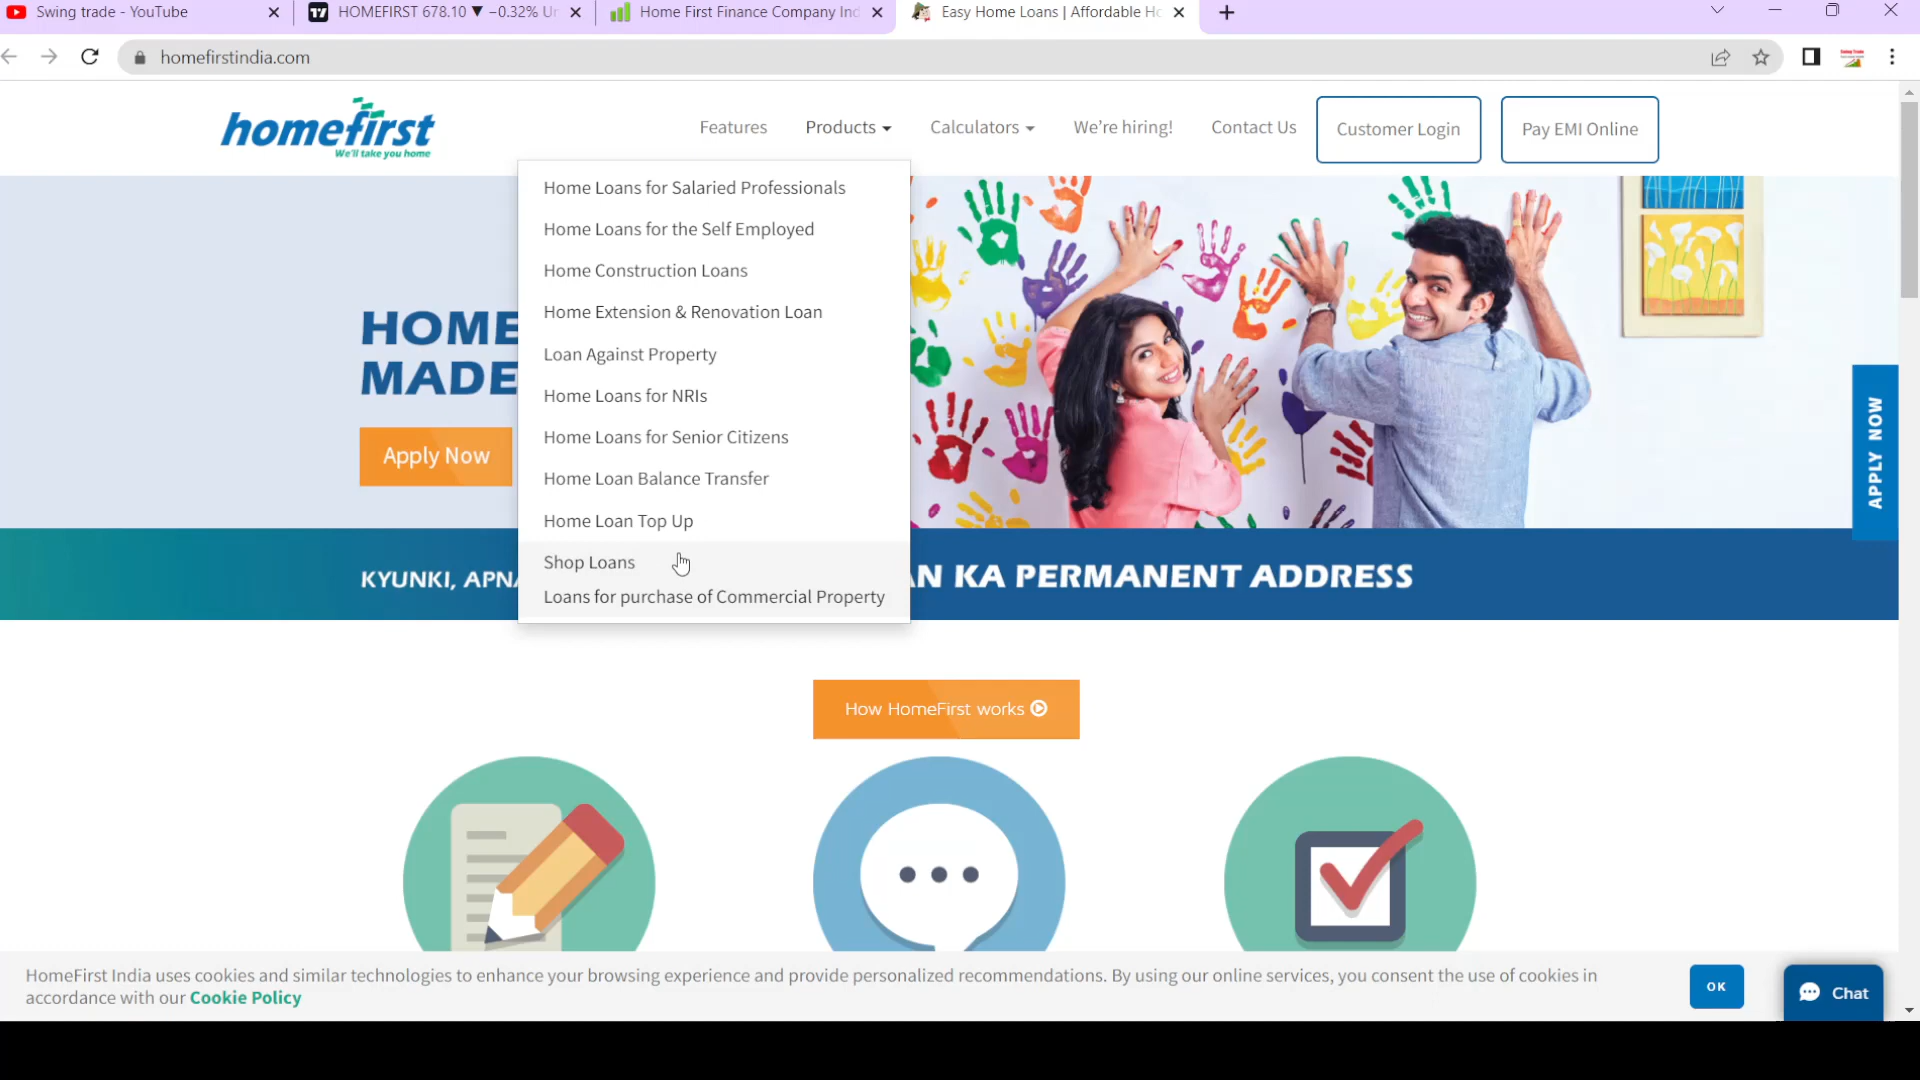 Swing trade - YouTube
HOMEFIRST 678.10 ▼ −0.32% Un
Home First Finance Company Ind
Easy Home Loans | Affordable Ho
homefirstindia.com
homefirst
We'll take you home
Features
Products
Calculators
We're hiring!
Contact Us
Customer Login
Pay EMI Online
Home Loans for Salaried Professionals
Home Loans for the Self Employed
Home Construction Loans
Home Extension & Renovation Loan
Loan Against Property
Home Loans for NRIs
Home Loans for Senior Citizens
Home Loan Balance Transfer
Home Loan Top Up
Shop Loans
Loans for purchase of Commercial Property
HOME
MADE
Apply Now
APPLY NOW
KYUNKI, APN
AN KA PERMANENT ADDRESS
How HomeFirst works
HomeFirst India uses cookies and similar technologies to enhance your browsing experience and provide personalized recommendations. By using our online services, you consent the use of cookies in
accordance with our Cookie Policy
OK
Chat